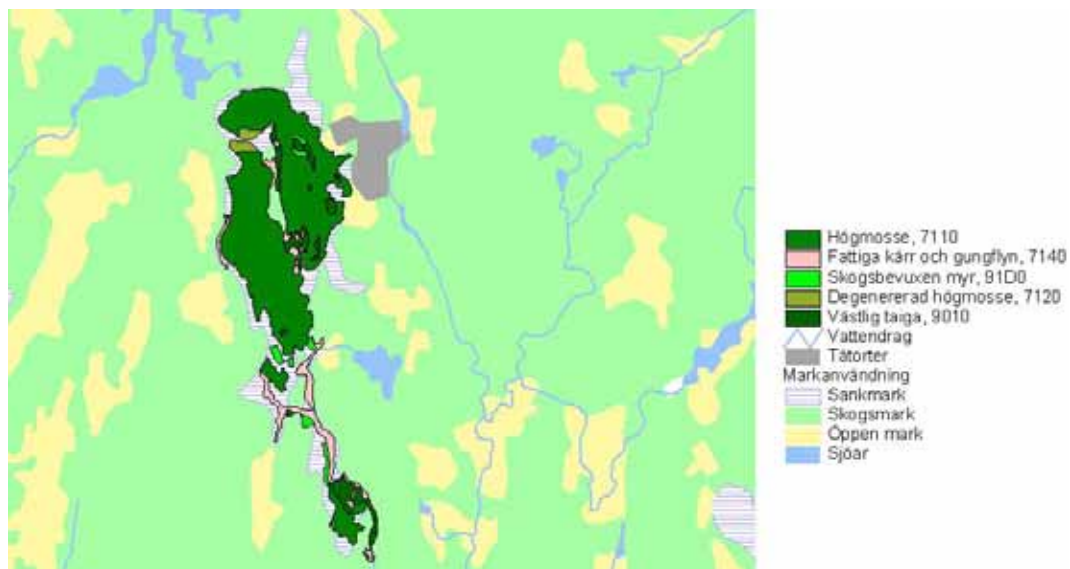 Högmosse, 7110
Fattiga kärr och gungflyn, 7140
Skogsbevuxen myr, 91D0
Degenererad högmosse, 7120
Västlig taiga, 9010
Vattendrag
Tätorter
Markanvändning
Sankmark
Skogsmark
Öppen mark
Sjöar